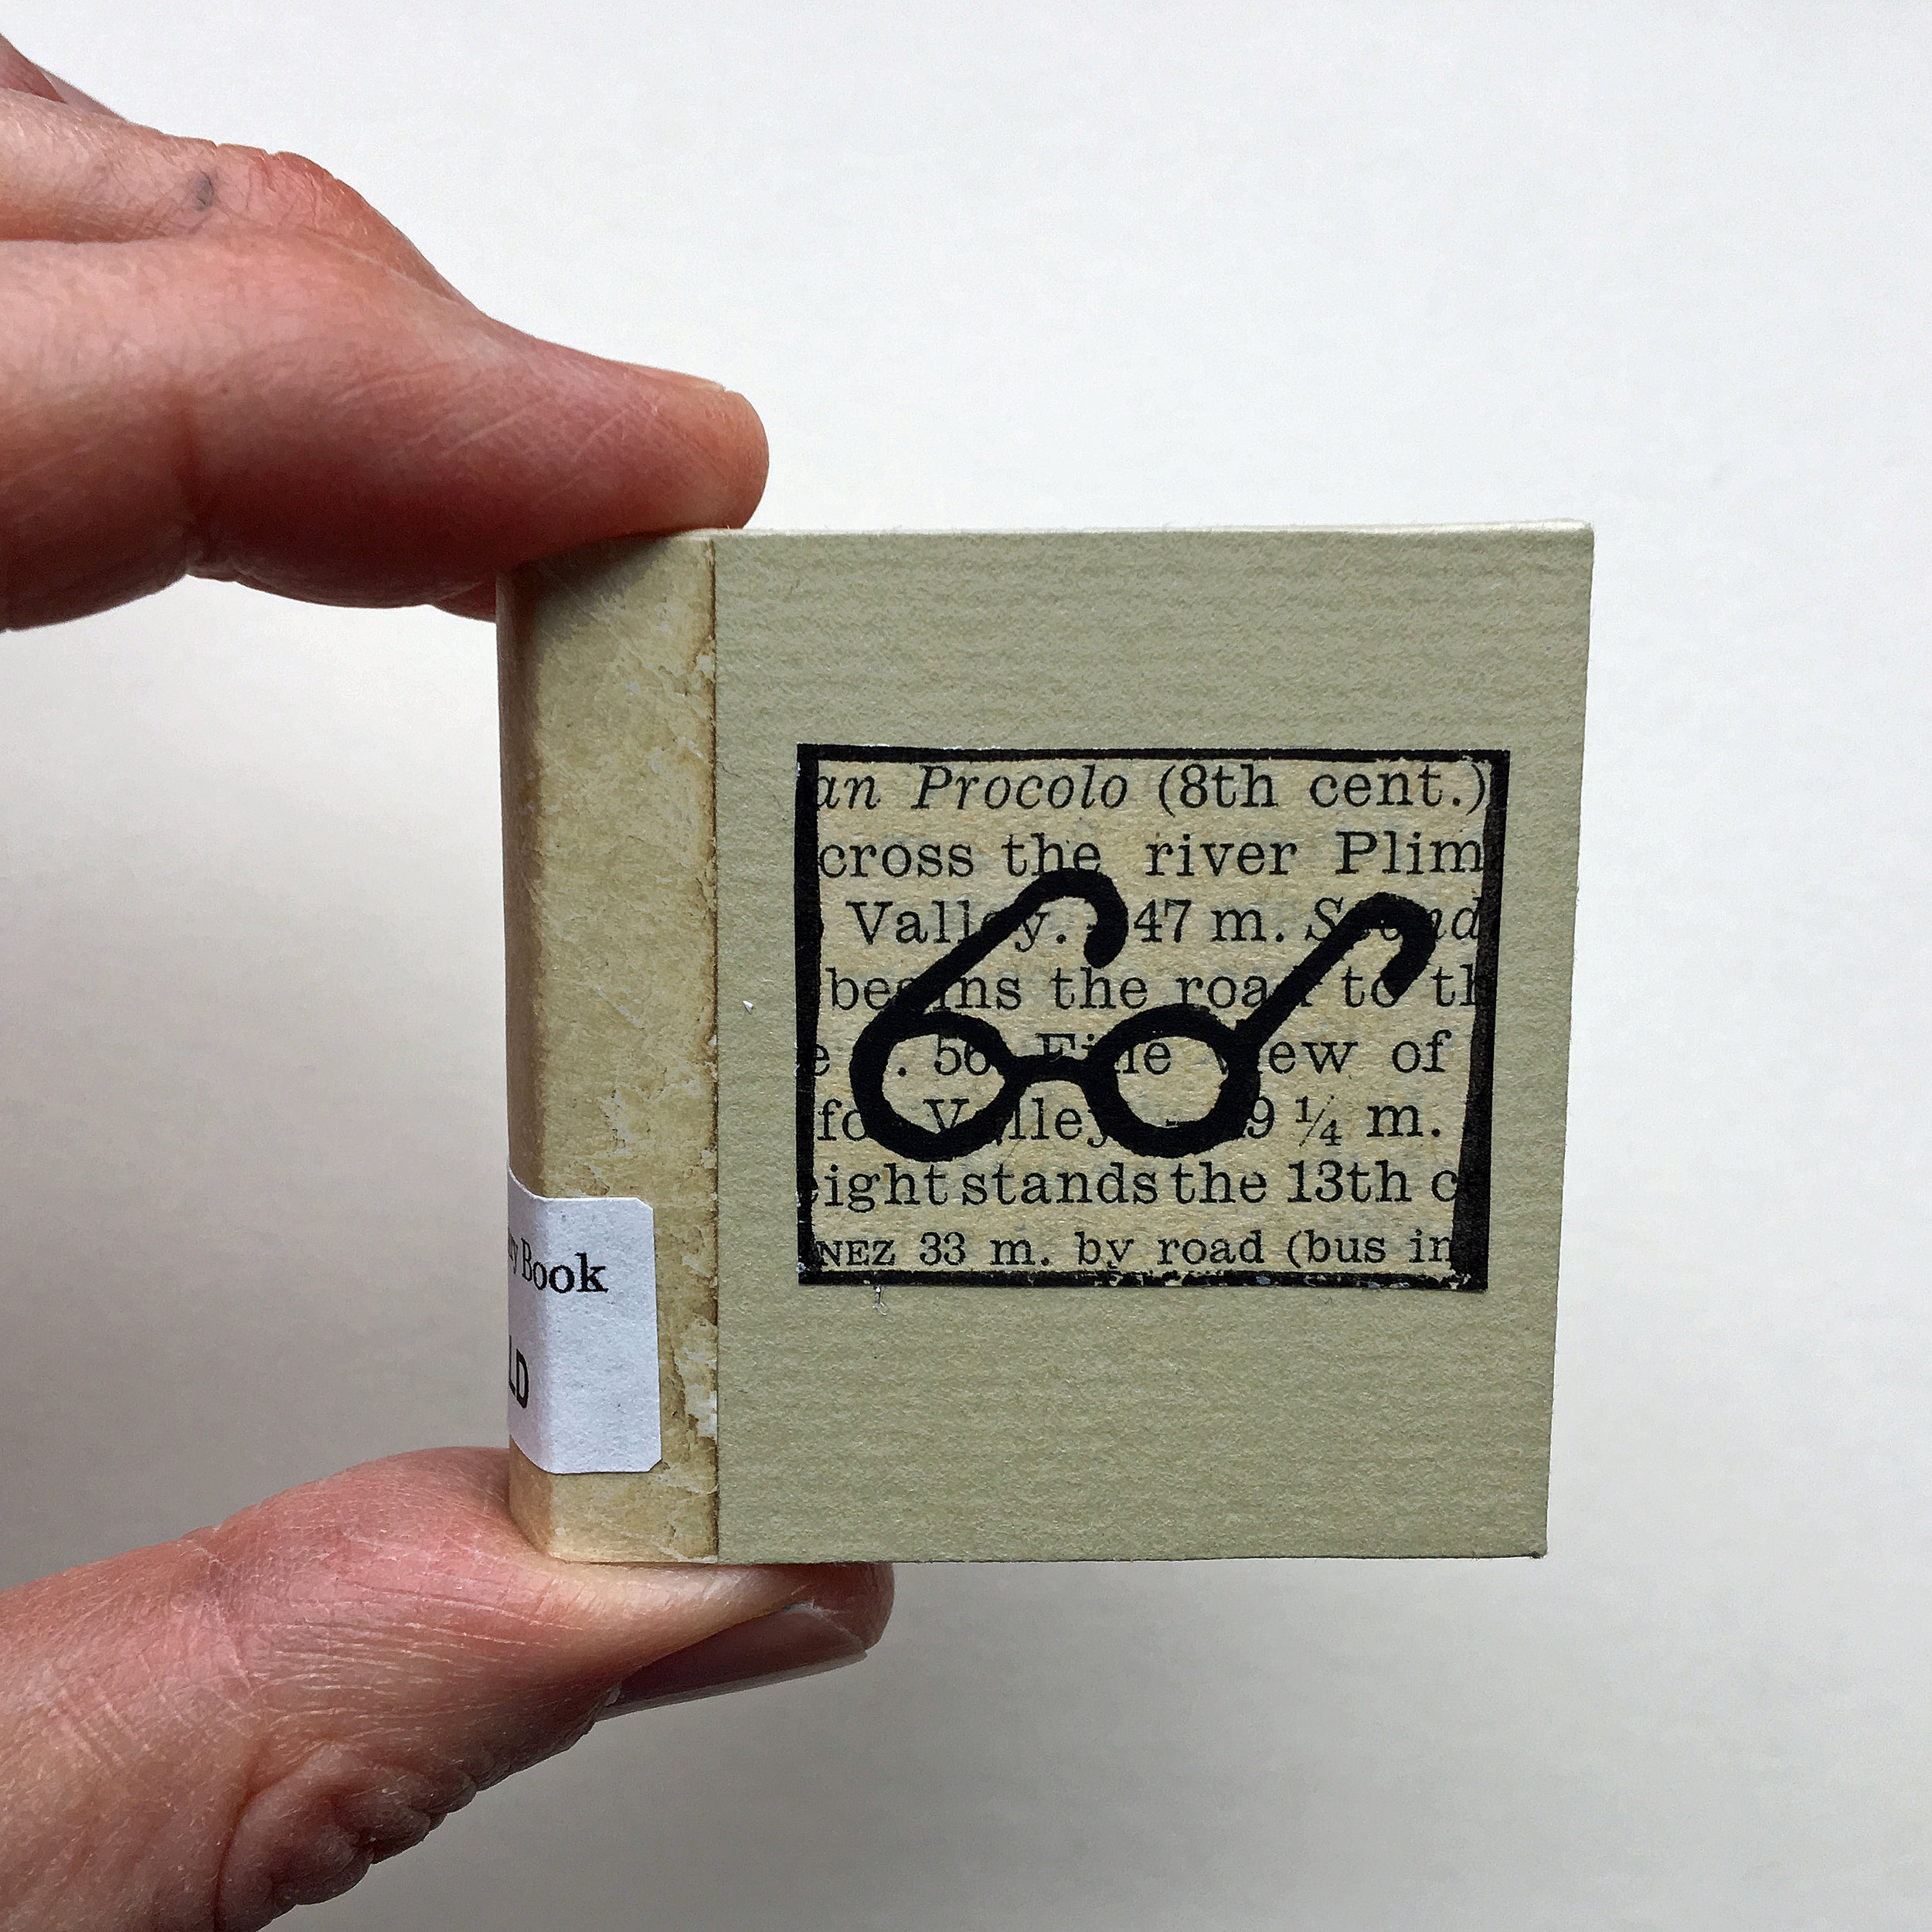 an Procolo (8th cent.)
cross the river Plim
Valley. 47 m.
begins the road to th
e . 56 Fine view of
Valley 9 ¼ m.
ight stands the 13th c
NEZ 33 m. by road (bus in
Book
LD